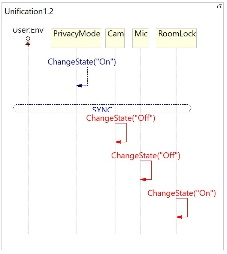 Unification1.2
user:Env
PrivacyMode
Cam
Mic
RoomLock
ChangeState("On")
SYNC
ChangeState("Off")
ChangeState("Off")
ChangeState("On")